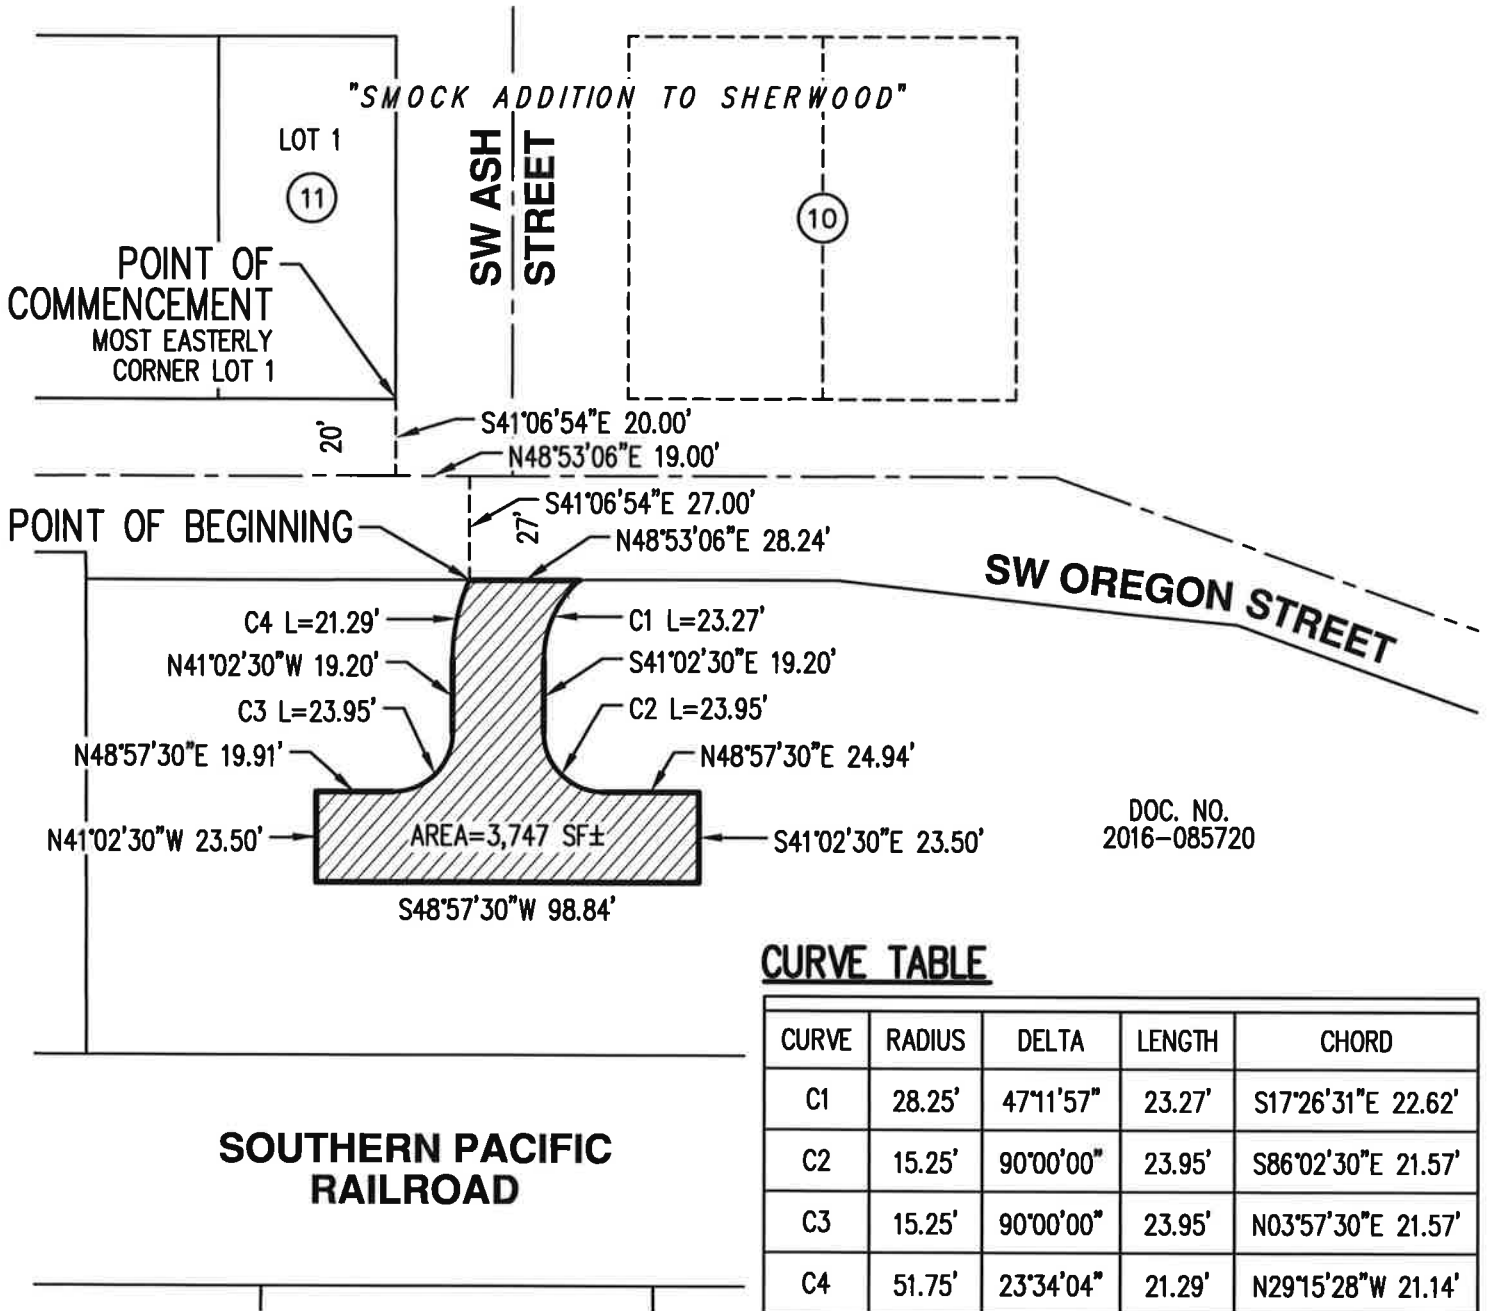 "SMOCK ADDITION TO SHERWOOD"
LOT 1
11
SW ASH
STREET
10
POINT OF
COMMENCEMENT
MOST EASTERLY
CORNER LOT 1
20'
S41°06'54"E 20.00'
N48°53'06"E 19.00'
S41°06'54"E 27.00'
27'
POINT OF BEGINNING
N48°53'06"E 28.24'
SW OREGON STREET
C4 L=21.29'
C1 L=23.27'
N41°02'30"W 19.20'
S41°02'30"E 19.20'
C3 L=23.95'
C2 L=23.95'
N48°57'30"E 19.91'
N48°57'30"E 24.94'
N41°02'30"W 23.50'
AREA=3,747 SF±
S41°02'30"E 23.50'
DOC. NO.
2016-085720
S48°57'30"W 98.84'
CURVE TABLE
CURVE RADIUS DELTA LENGTH CHORD
C1 28.25' 47°11'57" 23.27' S17°26'31"E 22.62'
C2 15.25' 90°00'00" 23.95' S86°02'30"E 21.57'
C3 15.25' 90°00'00" 23.95' N03°57'30"E 21.57'
C4 51.75' 23°34'04" 21.29' N29°15'28"W 21.14'
SOUTHERN PACIFIC
RAILROAD